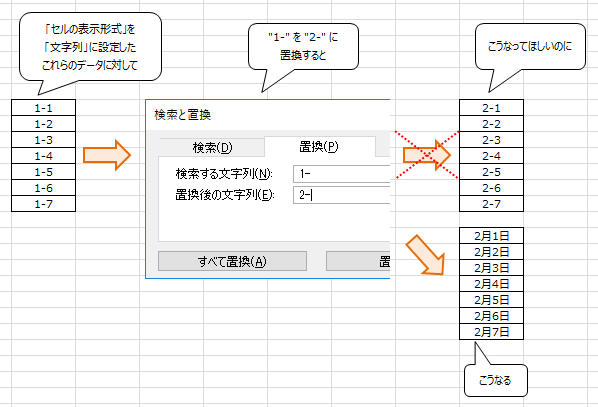 「セルの表示形式」を
「文字列」に設定した
これらのデータに対して
"1-" を "2-" に
置換すると
こうなってほしいのに
1-1
1-2
1-3
1-4
1-5
1-6
1-7
検索と置換
検索(D)
置換(P)
検索する文字列(N):
1-
置換後の文字列(E):
2-
すべて置換(A)
置
2-1
2-2
2-3
2-4
2-5
2-6
2-7
2月1日
2月2日
2月3日
2月4日
2月5日
2月6日
2月7日
こうなる